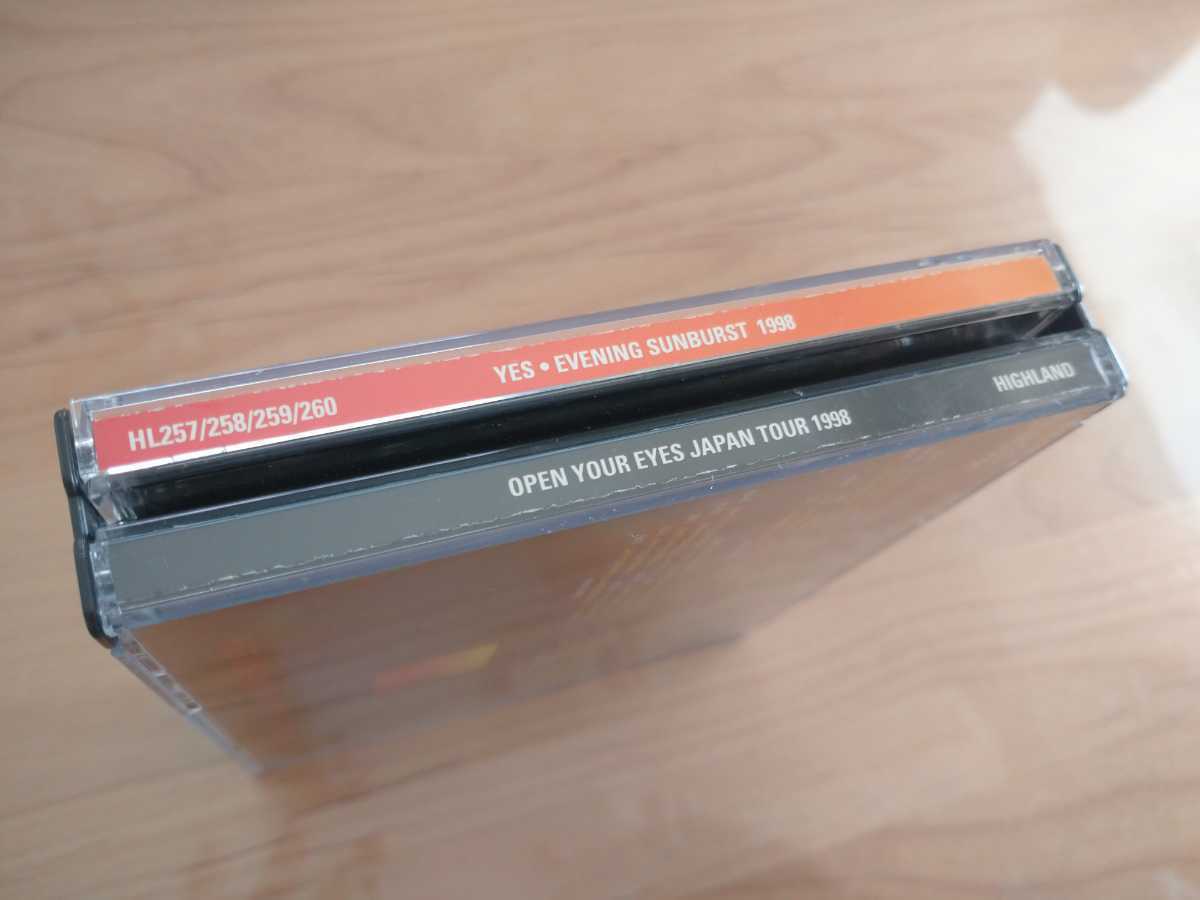 HL257/258/259/260 YES • EVENING SUNBURST 1998
OPEN YOUR EYES JAPAN TOUR 1998 HIGHLAND